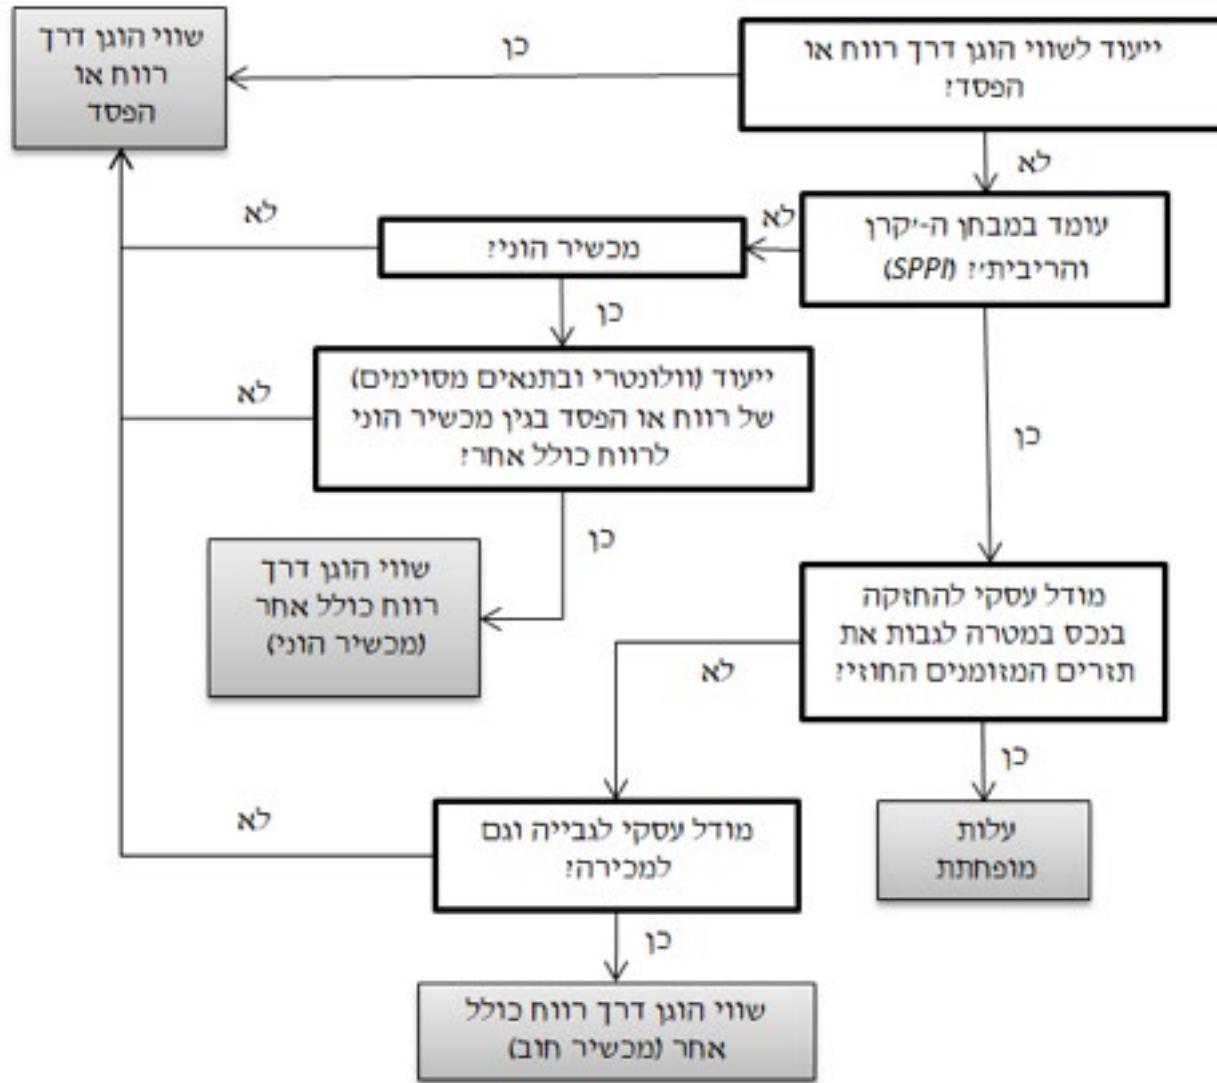 ייעוד לשווי הוגן דרך רווח או
הפסד?
כן
שווי הוגן דרך
רווח או
הפסד
לא
עומד במבחן ה-'קרן
והריבית'? (SPPI)
לא
מכשיר הוני?
לא
כן
ייעוד (וולונטרי ובתנאים מסוימים)
של רווח או הפסד בגין מכשיר הוני
לרווח כולל אחר?
לא
כן
שווי הוגן דרך
רווח כולל אחר
(מכשיר הוני)
כן
מודל עסקי להחזקה
בנכס במטרה לגבות את
תזרים המזומנים החוזי?
כן
עלות
מופחתת
לא
מודל עסקי לגבייה וגם
למכירה?
לא
כן
שווי הוגן דרך רווח כולל
אחר (מכשיר חוב)